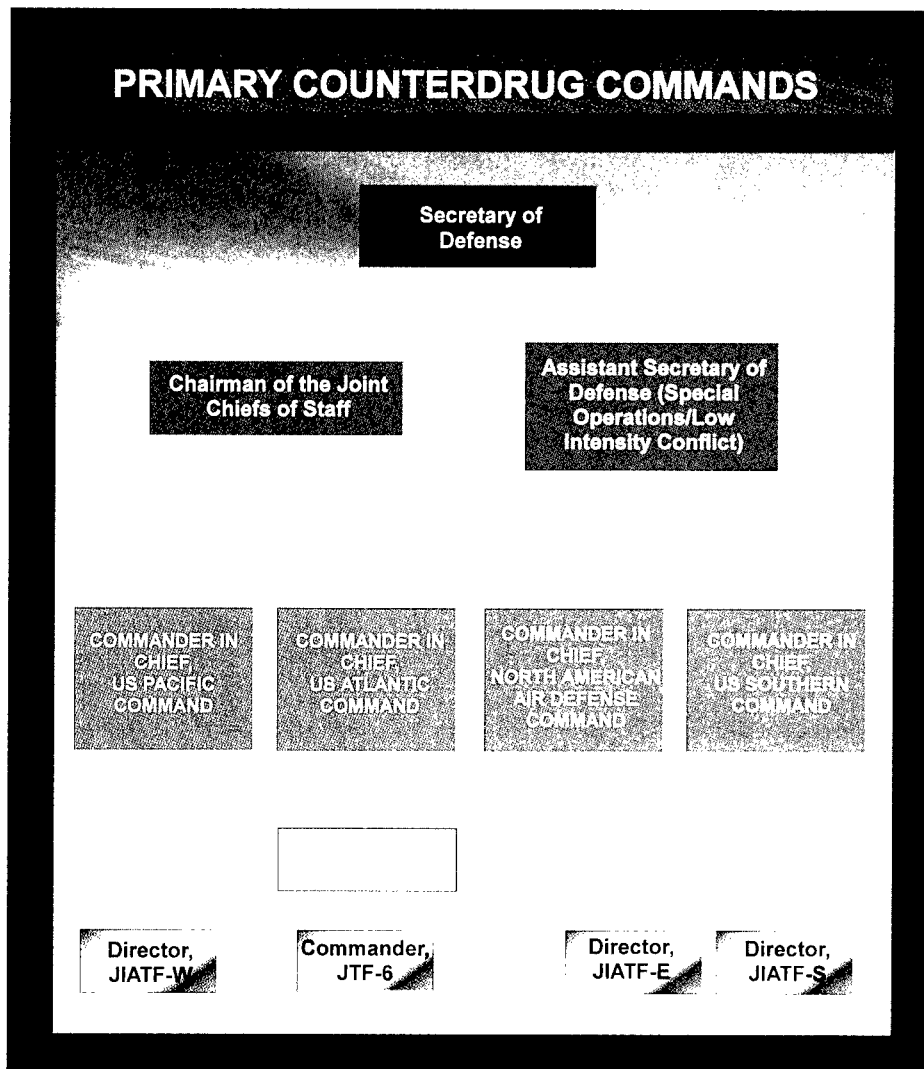 PRIMARY COUNTERDRUG COMMANDS
Secretary of
Defense
Chairman of the Joint
Chiefs of Staff
Assistant Secretary of
Defense (Special
Operations/Low
Intensity Conflict)
COMMANDER IN
CHIEF,
US PACIFIC
COMMAND
COMMANDER IN
CHIEF,
US ATLANTIC
COMMAND
COMMANDER IN
CHIEF,
NORTH AMERICAN
AIR DEFENSE
COMMAND
COMMANDER IN
CHIEF,
US SOUTHERN
COMMAND
Director,
JIATF-W
Commander,
JTF-6
Director,
JIATF-E
Director,
JIATF-S